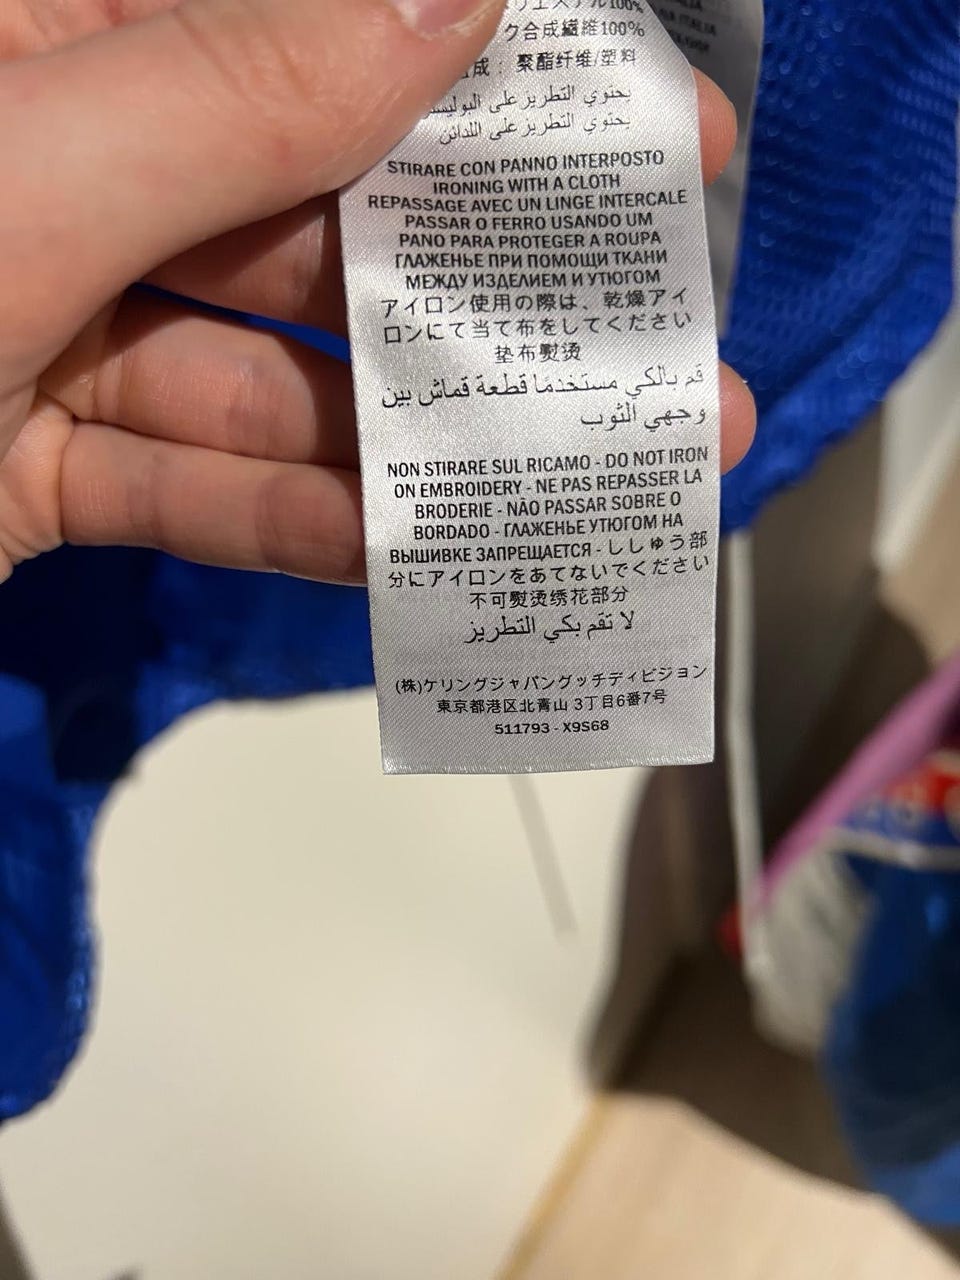 100%
ク合成繊維100%
成：聚酯纤维/塑料
يحتوي التطريز على
يحتوي التطريز على اللدائن
STIRARE CON PANNO INTERPOSTO
IRONING WITH A CLOTH
REPASSAGE AVEC UN LINGE INTERCALE
PASSAR O FERRO USANDO UM
PANO PARA PROTEGER A ROUPA
ГЛАЖЕНЬЕ ПРИ ПОМОЩИ ТКАНИ
МЕЖДУ ИЗДЕЛИЕМ И УТЮГОМ
アイロン使用の際は、乾燥アイ
ロンにて当て布をしてください
垫布熨烫
قم بالكي مستخدمًا قطعة قماش بين
وجهي الثوب
NON STIRARE SUL RICAMO - DO NOT IRON
ON EMBROIDERY - NE PAS REPASSER LA
BRODERIE - NÃO PASSAR SOBRE O
BORDADO - ГЛАЖЕНЬЕ УТЮГОМ НА
ВЫШИВКЕ ЗАПРЕЩАЕТСЯ - ししゅう部
分にアイロンをあてないでください
不可熨烫绣花部分
لا تقم بكي التطريز
(株)ケリングジャパングッチディビジョン
東京都港区北青山 3丁目6番7号
511793 - X9S68